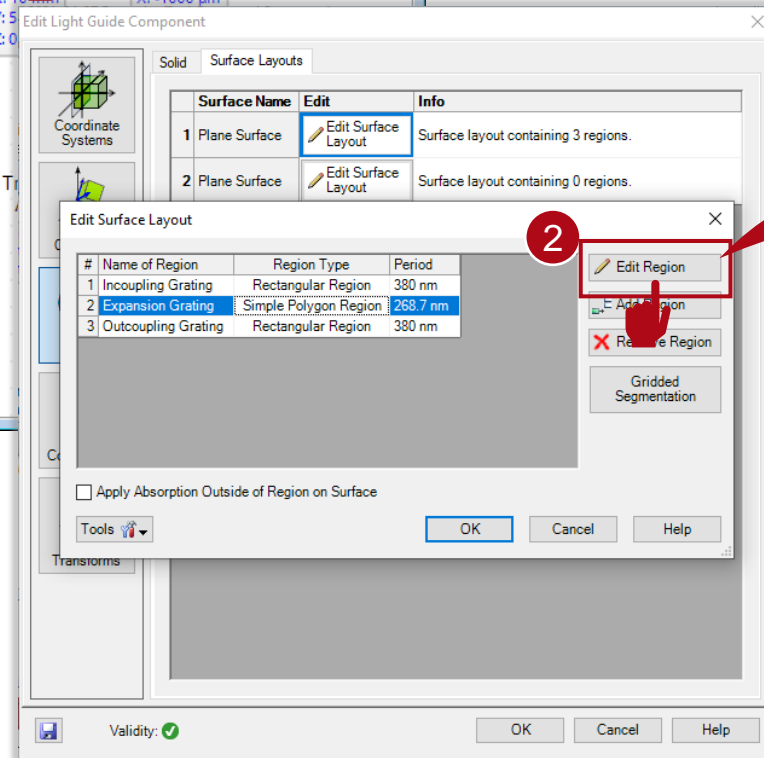 X: -1000 µm
Edit Light Guide Component
Solid
Surface Layouts
Surface Name
Edit
Info
1
Plane Surface
Edit Surface
Layout
Surface layout containing 3 regions.
2
Plane Surface
Edit Surface
Layout
Surface layout containing 0 regions.
Coordinate
Systems
Edit Surface Layout
2
# Name of Region Region Type Period
1 Incoupling Grating Rectangular Region 380 nm
2 Expansion Grating Simple Polygon Region 268.7 nm
3 Outcoupling Grating Rectangular Region 380 nm
Edit Region
Add Region
Region
Gridded
Segmentation
Apply Absorption Outside of Region on Surface
Tools
OK
Cancel
Help
Transforms
Validity:
OK
Cancel
Help